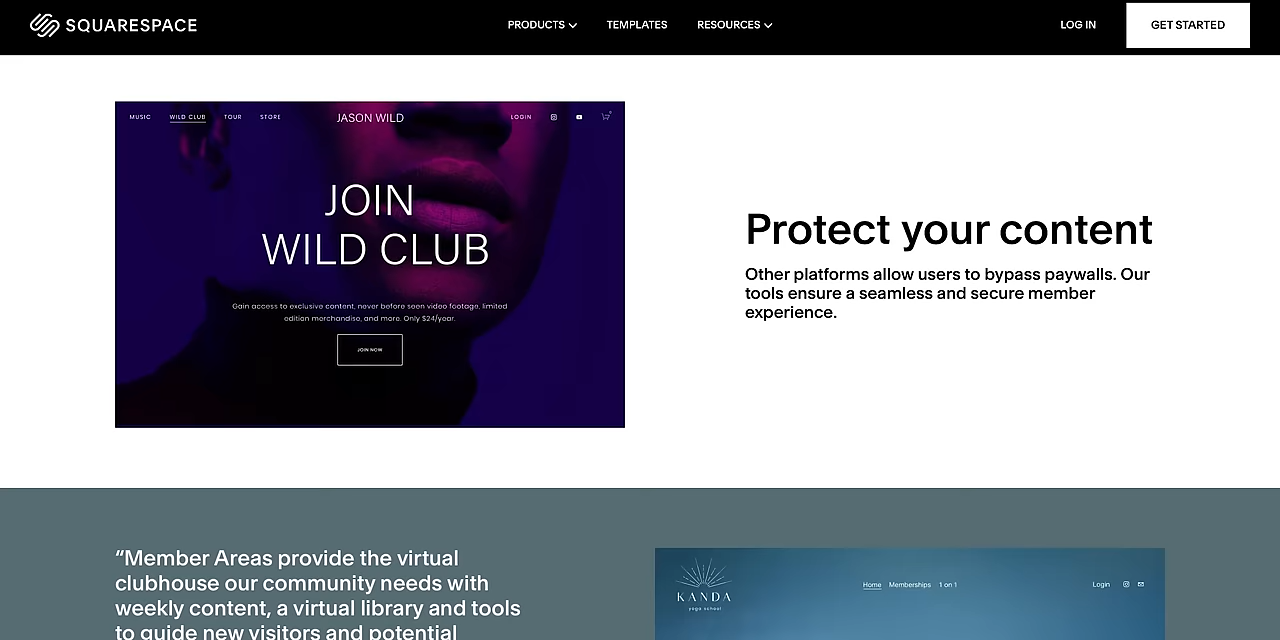 SQUARESPACE
PRODUCTS
TEMPLATES
RESOURCES
LOG IN
GET STARTED
MUSIC
WILD CLUB
TOUR
STORE
JASON WILD
LOGIN
JOIN
WILD CLUB
Gain access to exclusive content, never before seen video footage, limited
edition merchandise, and more. Only $24/year.
JOIN NOW
Protect your content
Other platforms allow users to bypass paywalls. Our
tools ensure a seamless and secure member
experience.
“Member Areas provide the virtual
clubhouse our community needs with
weekly content, a virtual library and tools
to guide new visitors and potential
KANDA
yoga school
Home
Memberships
1 on 1
Login